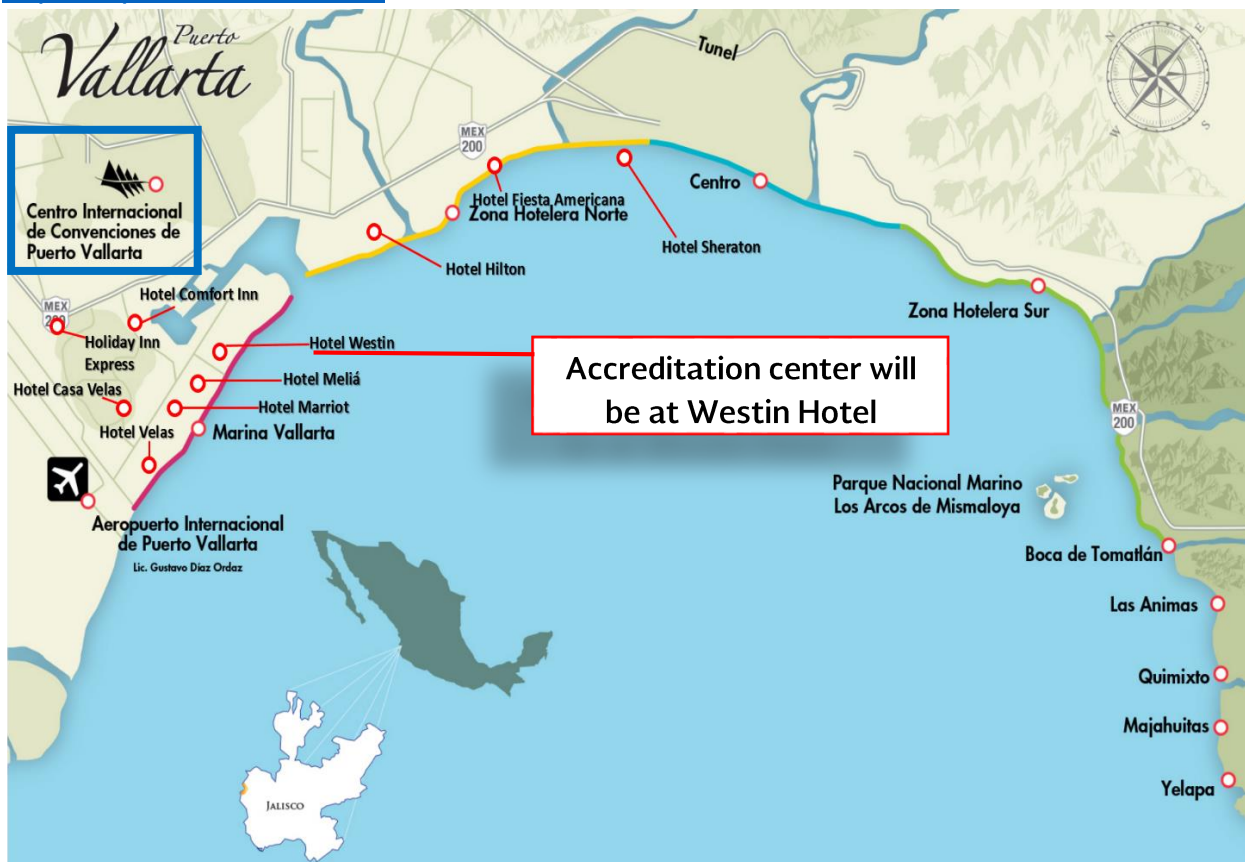 Puerto
Vallarta
Tunel
N
E
W
S
MEX
200
Centro Internacional
de Convenciones de
Puerto Vallarta
Hotel Fiesta Americana
Zona Hotelera Norte
Centro
Hotel Sheraton
Hotel Hilton
Hotel Comfort Inn
MEX
200
Holiday Inn
Express
Zona Hotelera Sur
Hotel Westin
Accreditation center will
be at Westin Hotel
Hotel Meliá
Hotel Casa Velas
Hotel Marriot
Hotel Velas
Marina Vallarta
MEX
200
Parque Nacional Marino
Los Arcos de Mismaloya
Aeropuerto Internacional
de Puerto Vallarta
Lic. Gustavo Díaz Ordaz
Boca de Tomatlán
Las Animas
Quimixto
Majahuitas
Yelapa
JALISCO